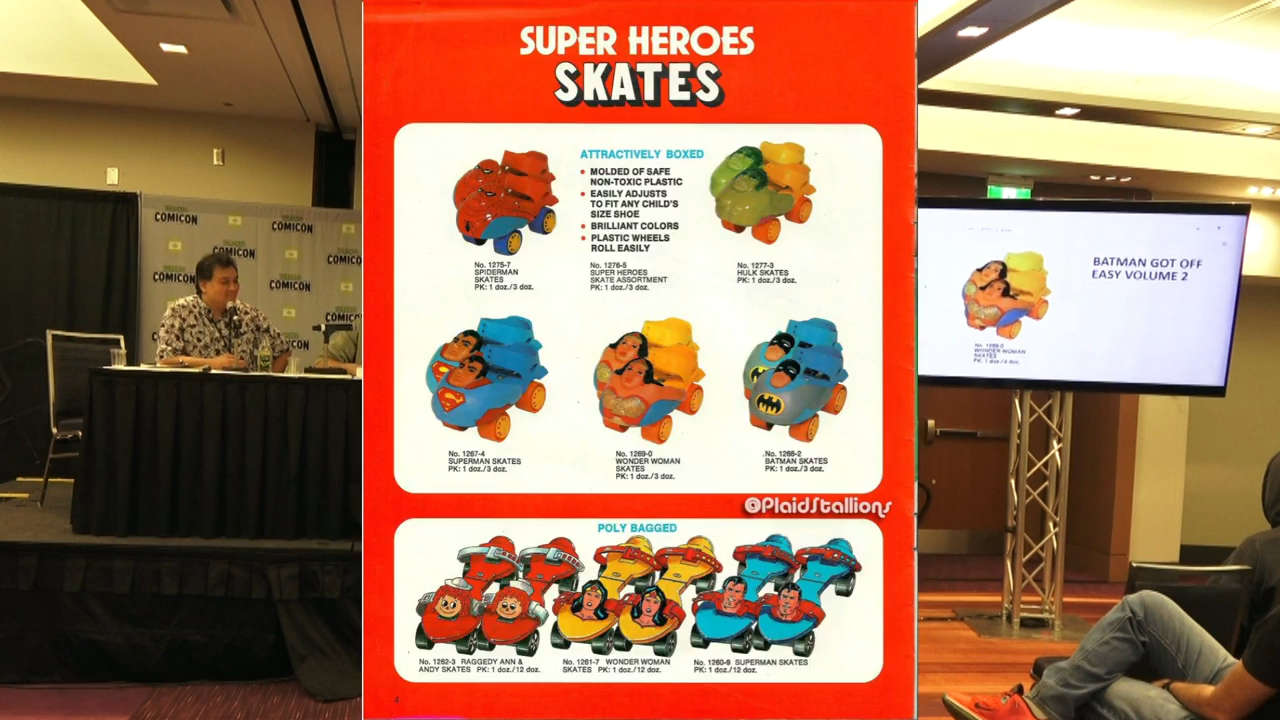 SUPER HEROES
SKATES
ATTRACTIVELY BOXED
• MOLDED OF SAFE
NON-TOXIC PLASTIC
• EASILY ADJUSTS
TO FIT ANY CHILD'S
SIZE SHOE
• BRILLIANT COLORS
• PLASTIC WHEELS
ROLL EASILY
No. 1275-7
SPIDERMAN
SKATES
PK: 1 doz./3 doz.
No. 1276-5
SUPER HEROES
SKATE ASSORTMENT
PK: 1 doz./3 doz.
No. 1277-3
HULK SKATES
PK: 1 doz./3 doz.
No. 1267-4
SUPERMAN SKATES
PK: 1 doz./3 doz.
No. 1269-0
WONDER WOMAN
SKATES
PK: 1 doz./3 doz.
No. 1268-2
BATMAN SKATES
PK: 1 doz./3 doz.
@PlaidStallions
POLY BAGGED
No. 1262-3 RAGGEDY ANN &
ANDY SKATES PK: 1 doz./12 doz.
No. 1261-7 WONDER WOMAN
SKATES PK: 1 doz./12 doz.
No. 1260-9 SUPERMAN SKATES
PK: 1 doz./12 doz.
4
COMICON
COMICON
COMICON
COMICON
COMICON
BATMAN GOT OFF
EASY VOLUME 2
No. 1269-0
WONDER WOMAN
SKATES